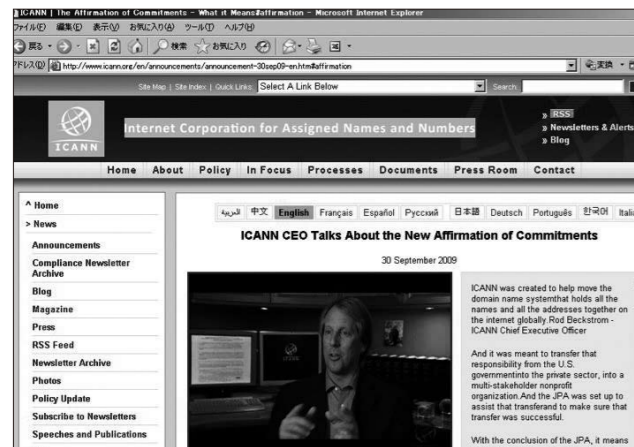 ICANN | The Affirmation of Commitments - What it Means#affirmation - Microsoft Internet Explorer
ファイル(F) 編集(E) 表示(V) お気に入り(A) ツール(T) ヘルプ(H)
戻る 検索 お気に入り
アドレス(D) http://www.icann.org/en/announcements/announcement-30sep09-en.htm#affirmation 変換
Site Map | Site Index | Quick Links Select A Link Below Search
ICANN
Internet Corporation for Assigned Names and Numbers
» RSS
» Newsletters & Alerts
» Blog
Home About Policy In Focus Processes Documents Press Room Contact
^ Home
> News
Announcements
Compliance Newsletter
Archive
Blog
Magazine
Press
RSS Feed
Newsletter Archive
Photos
Policy Update
Subscribe to Newsletters
Speeches and Publications
العربية 中文 English Français Español Русский 日本語 Deutsch Português 한국어 Itali
ICANN CEO Talks About the New Affirmation of Commitments
30 September 2009
ICANN was created to help move the
domain name systemthat holds all the
names and all the addresses together on
the internet globally.Rod Beckstrom -
ICANN Chief Executive Officer
And it was meant to transfer that
responsibility from the U.S.
governmentinto the private sector, into a
multi-stakeholder nonprofit
organization.And the JPA was set up to
assist that transferand to make sure that
transfer was successful.
With the conclusion of the JPA, it means